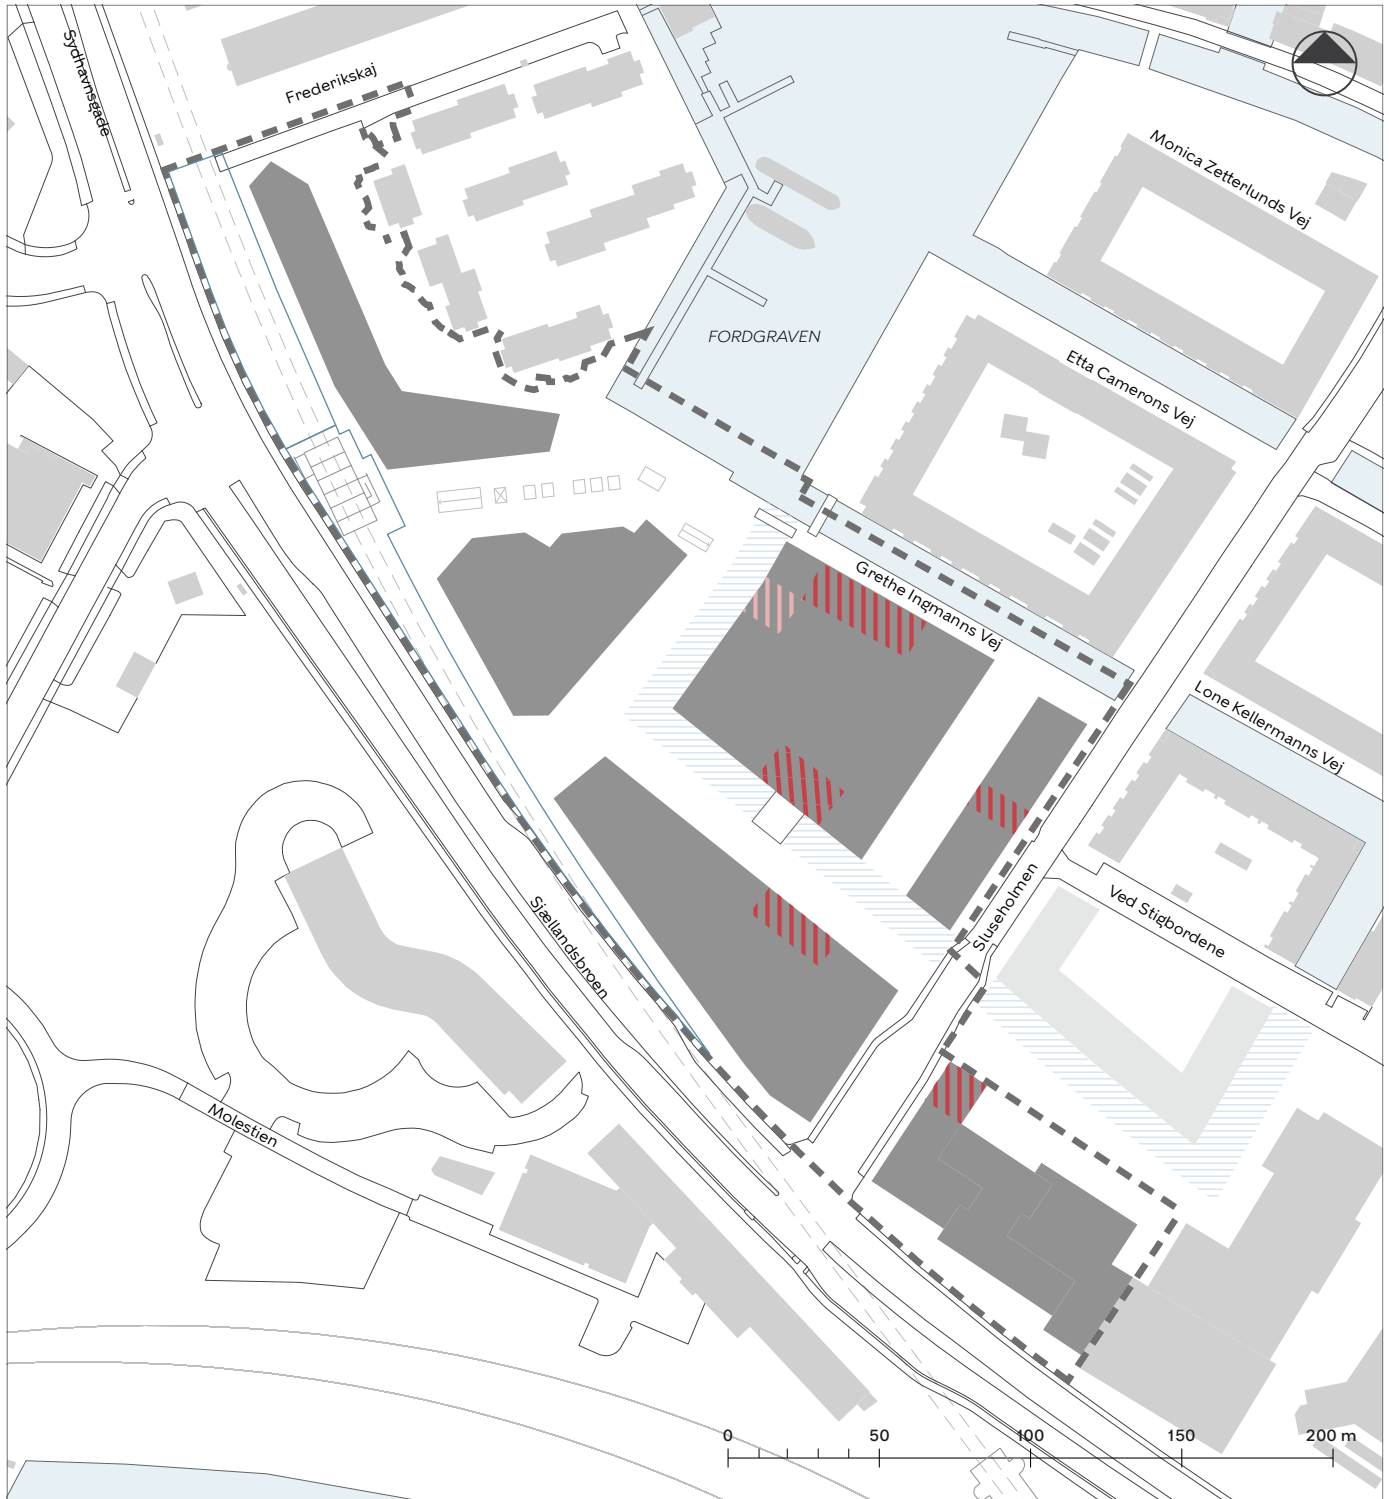 Sydhavnsgade
Frederikskaj
Monica Zetterlunds Vej
FORDGRAVEN
Etta Camerons Vej
Grethe Ingmanns Vej
Lone Kellermanns Vej
Ved Stigbordene
Sluseholmen
Sjællandsbroen
Molestien
0 50 100 150 200 m